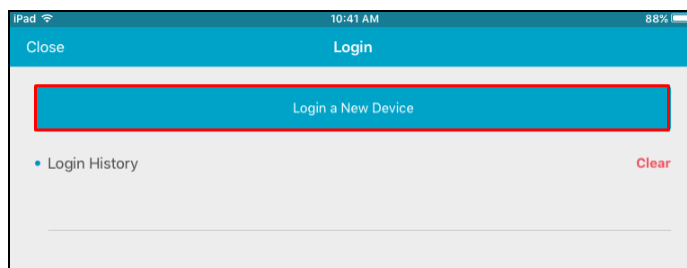 iPad 10:41 AM 88%
Close Login
Login a New Device
• Login History Clear